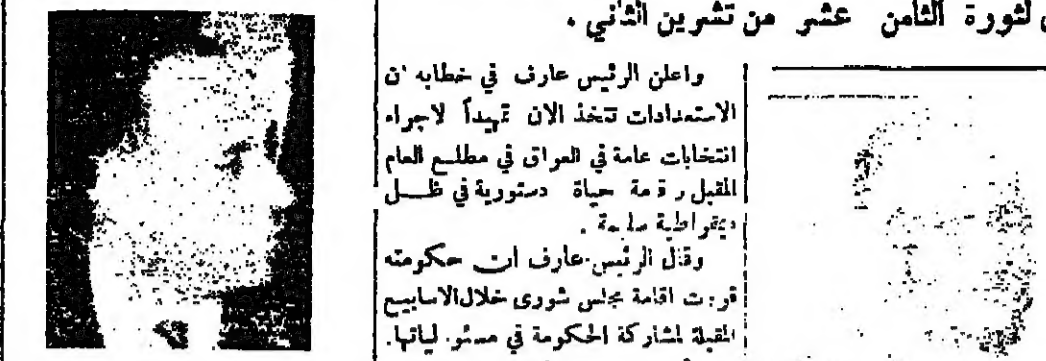 لثورة الثامن عشر من تشرين الثاني .
واعلن الرئيس عارف في خطابه ان
الاستعدادات تتخذ الان تمهيداً لاجراء
انتخابات عامة في العراق في مطلع العام
المقبل حياة دستورية في ظل
ديمقراطية سليمة .
وقال الرئيس عارف ان حكومته
قررت اقامة مجلس شورى خلال الاسابيع
المقبلة لمشاركة الحكومة في مسئولياتها .